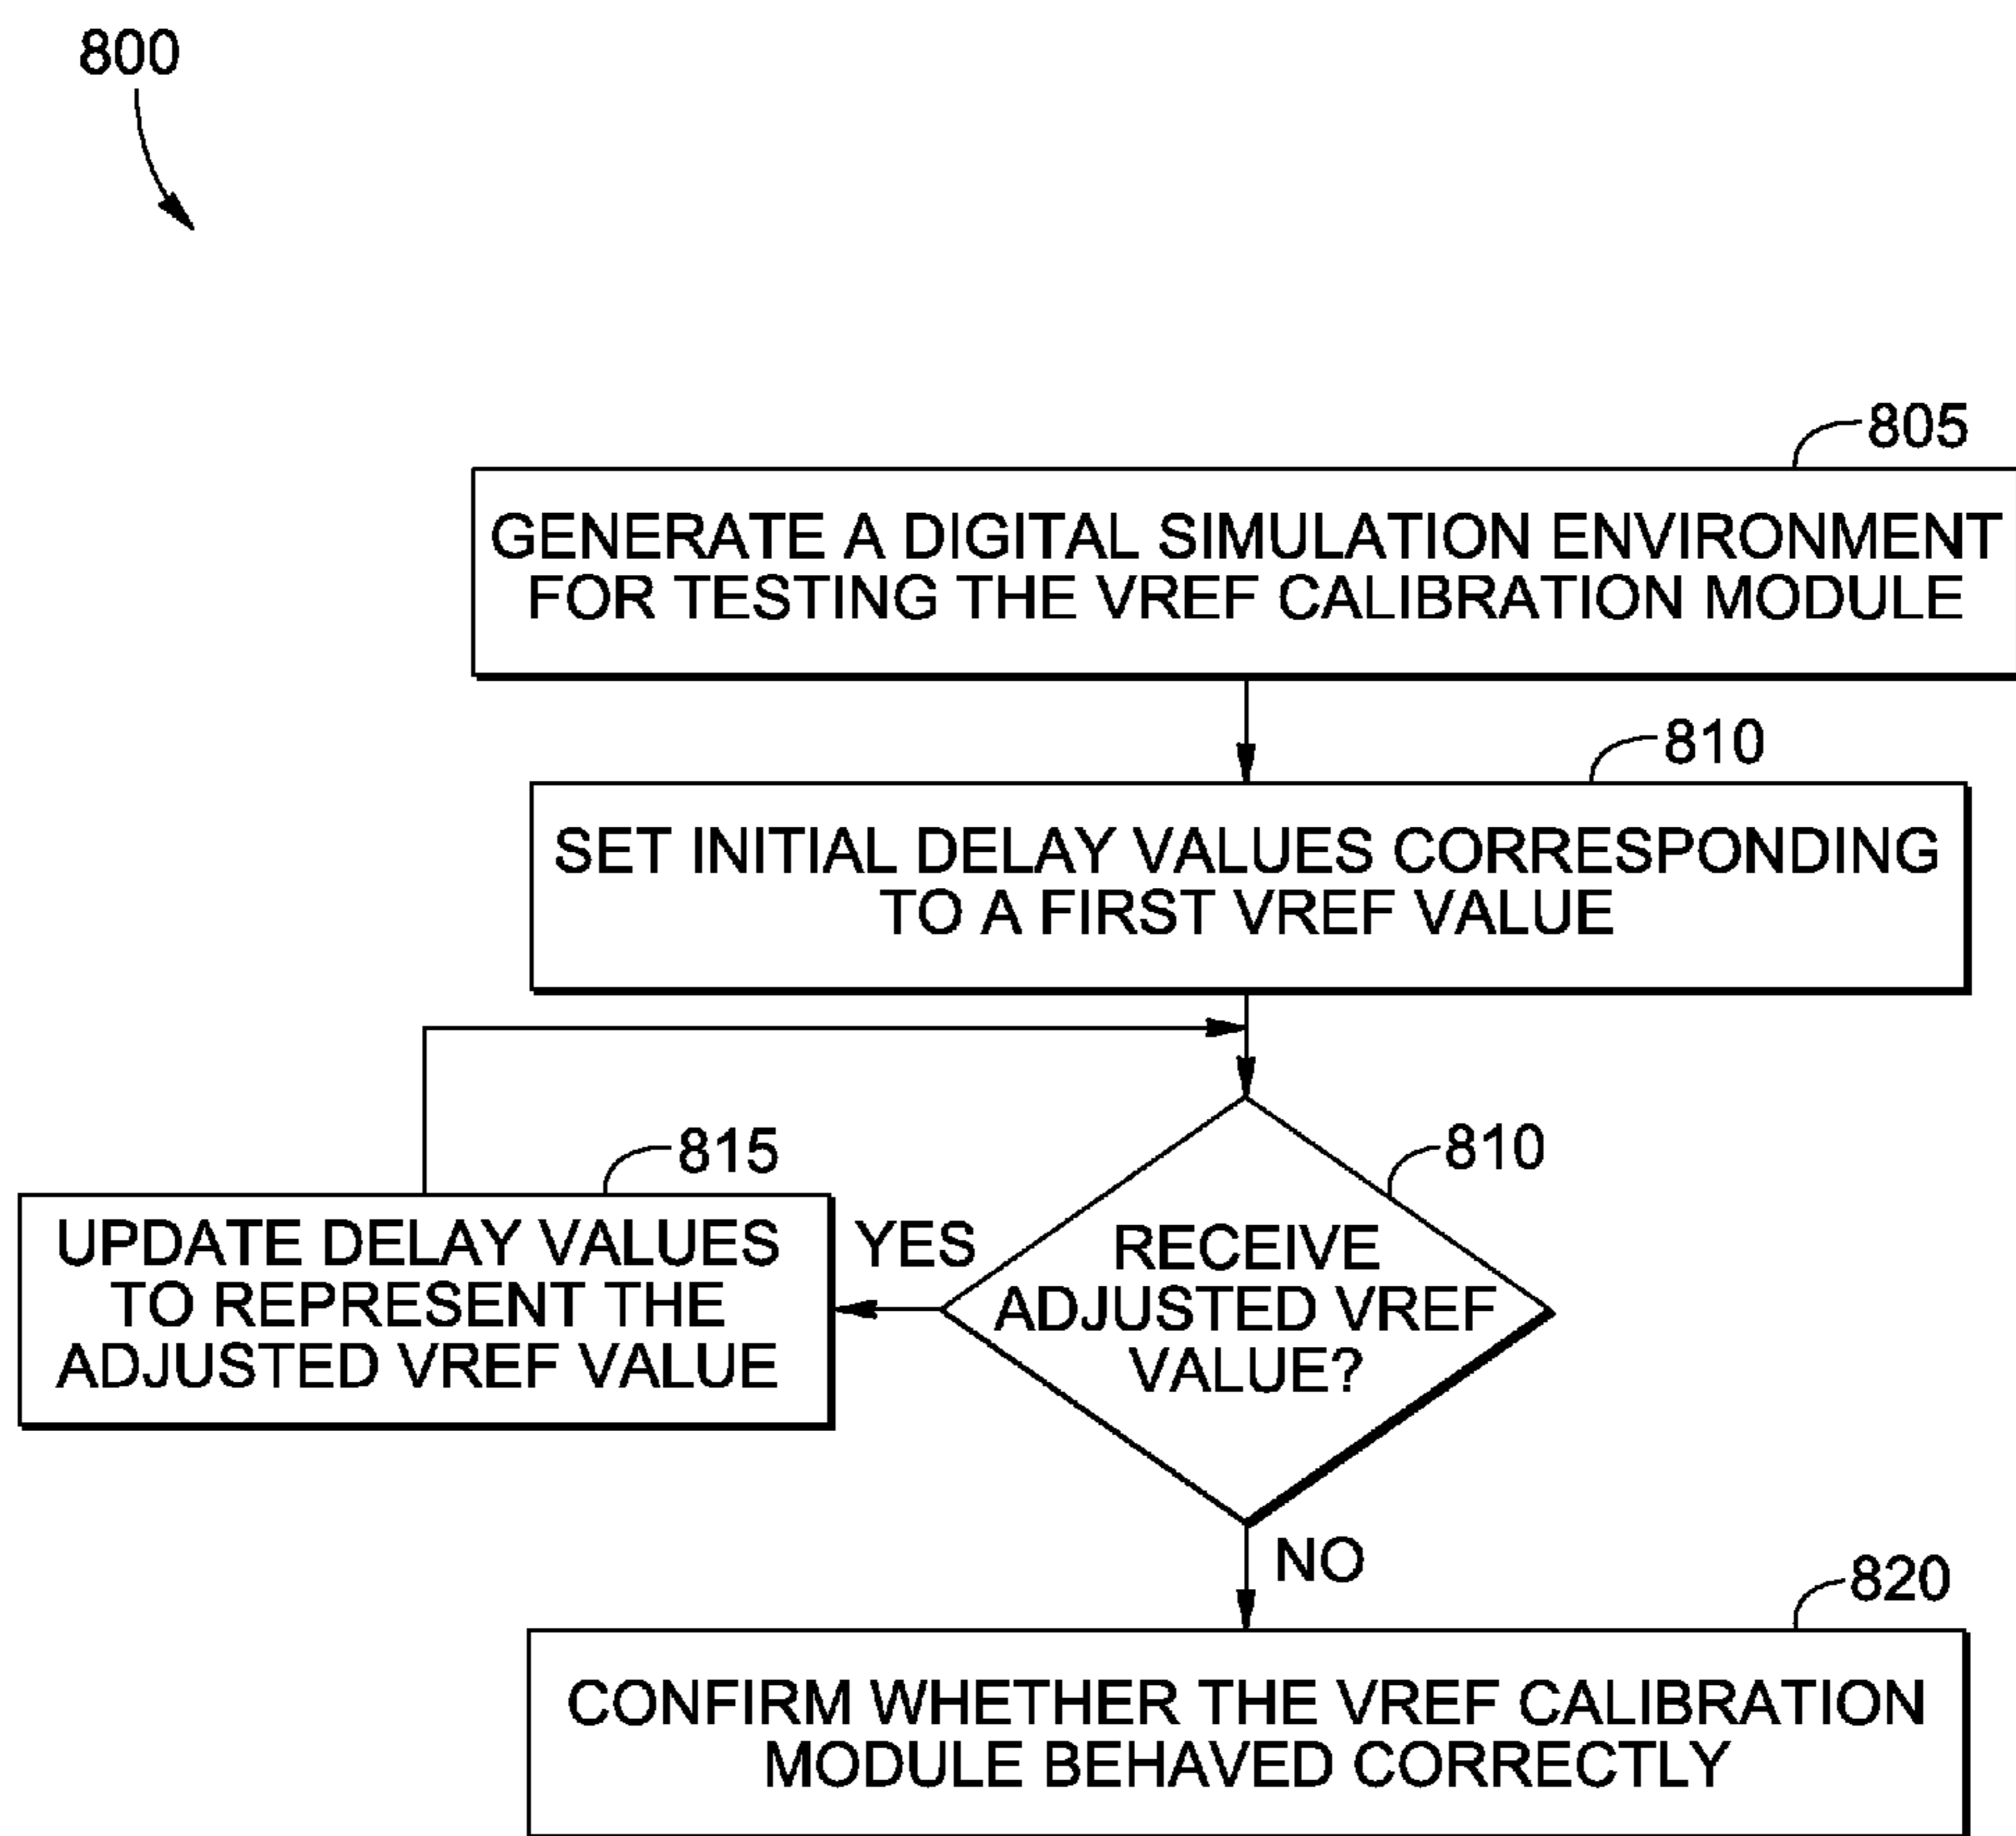 800
805
GENERATE A DIGITAL SIMULATION ENVIRONMENT
FOR TESTING THE VREF CALIBRATION MODULE
810
SET INITIAL DELAY VALUES CORRESPONDING
TO A FIRST VREF VALUE
815
UPDATE DELAY VALUES
TO REPRESENT THE
ADJUSTED VREF VALUE
YES
810
RECEIVE
ADJUSTED VREF
VALUE?
NO
820
CONFIRM WHETHER THE VREF CALIBRATION
MODULE BEHAVED CORRECTLY